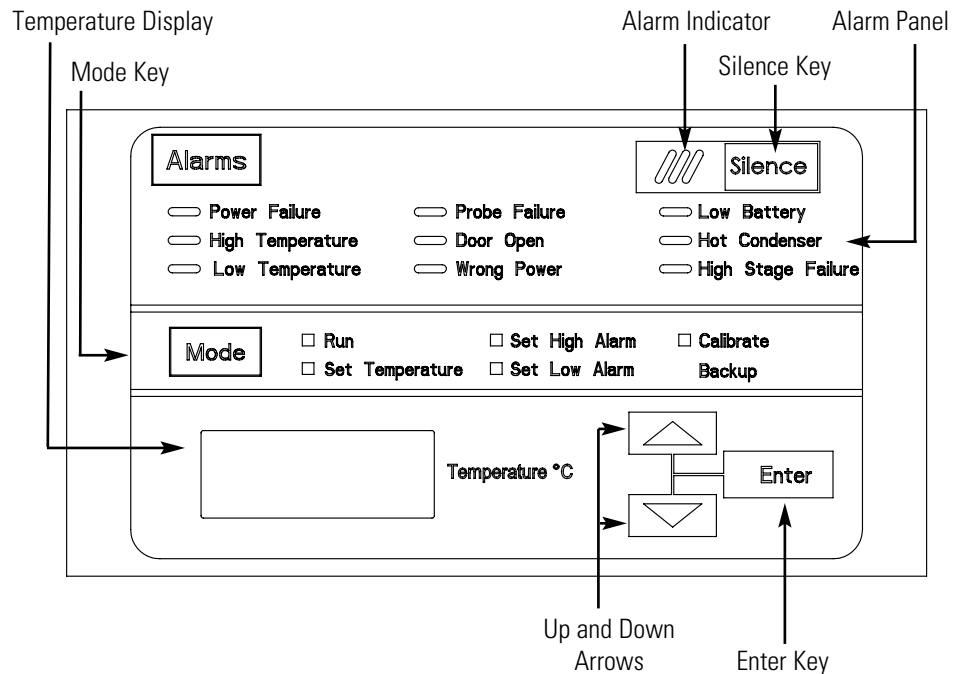 Temperature Display
Alarm Indicator
Alarm Panel
Mode Key
Silence Key
Alarms
Silence
Power Failure
Probe Failure
Low Battery
High Temperature
Door Open
Hot Condenser
Low Temperature
Wrong Power
High Stage Failure
Mode
Run
Set High Alarm
Calibrate
Set Temperature
Set Low Alarm
Backup
Temperature °C
Enter
Up and Down
Arrows
Enter Key